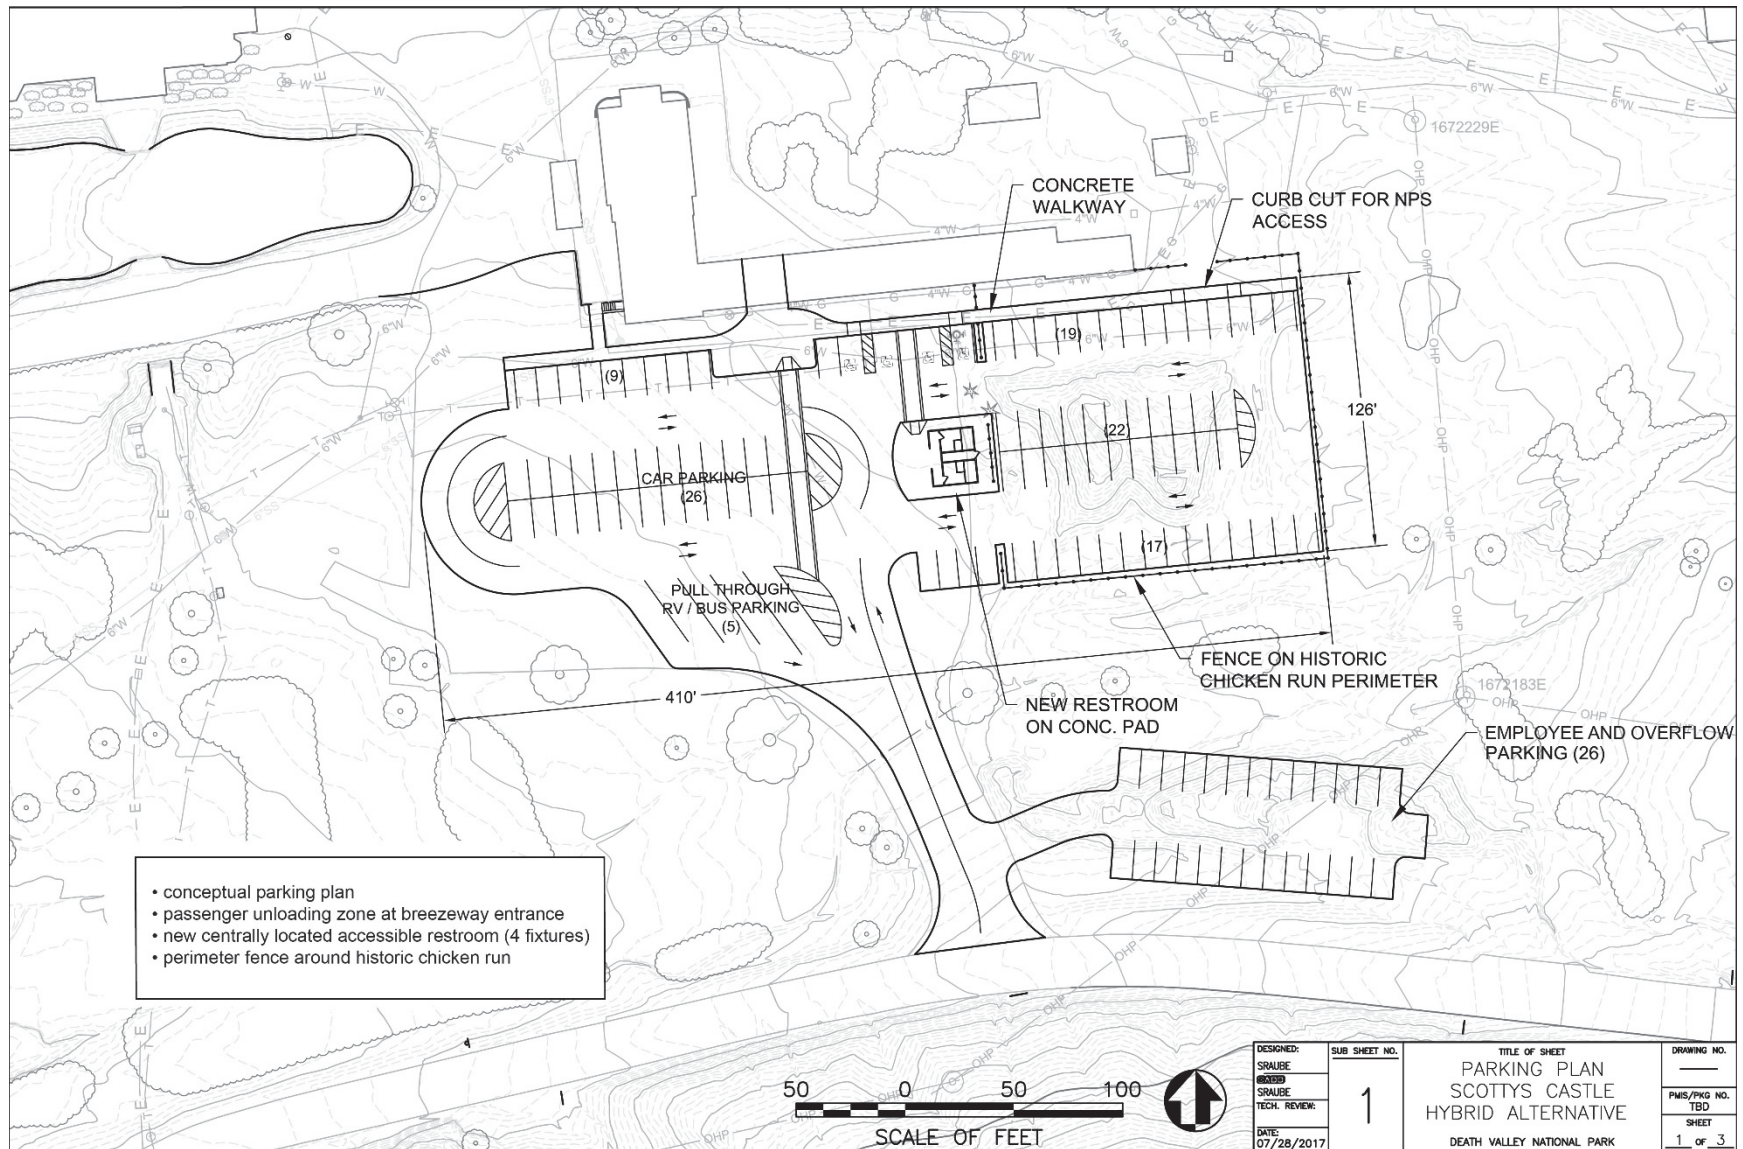 1672229E
CONCRETE
WALKWAY
CURB CUT FOR NPS
ACCESS
(19)
(9)
126'
(22)
CAR PARKING
(26)
(17)
PULL THROUGH
RV / BUS PARKING
(5)
FENCE ON HISTORIC
CHICKEN RUN PERIMETER
410'
NEW RESTROOM
ON CONC. PAD
1672183E
EMPLOYEE AND OVERFLOW
PARKING (26)
• conceptual parking plan
• passenger unloading zone at breezeway entrance
• new centrally located accessible restroom (4 fixtures)
• perimeter fence around historic chicken run
50 0 50 100
SCALE OF FEET
DESIGNED:
SRAUBE
CADD
SRAUBE
TECH. REVIEW:
DATE:
07/28/2017
SUB SHEET NO.
1
TITLE OF SHEET
PARKING PLAN
SCOTTYS CASTLE
HYBRID ALTERNATIVE
DEATH VALLEY NATIONAL PARK
DRAWING NO.
PMIS/PKG NO.
TBD
SHEET
1 OF 3